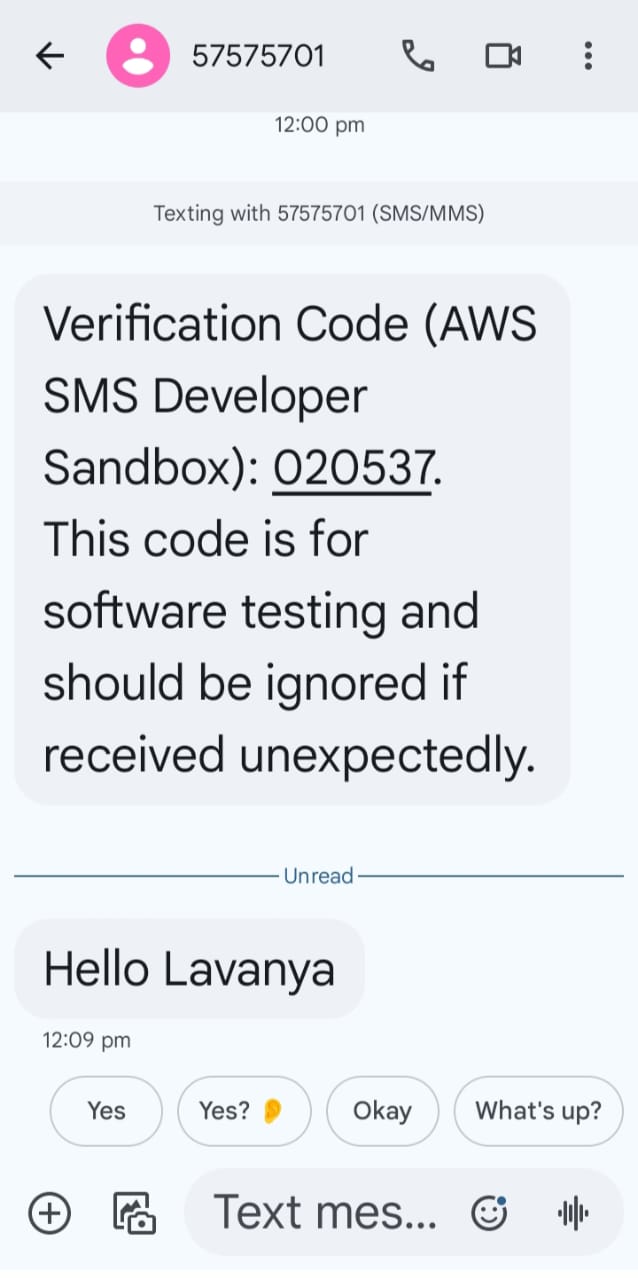 57575701
12:00 pm
Texting with 57575701 (SMS/MMS)
Verification Code (AWS
SMS Developer
Sandbox): 020537.
This code is for
software testing and
should be ignored if
received unexpectedly.
Unread
Hello Lavanya
12:09 pm
Yes Yes? 👂 Okay What's up?
Text mes...